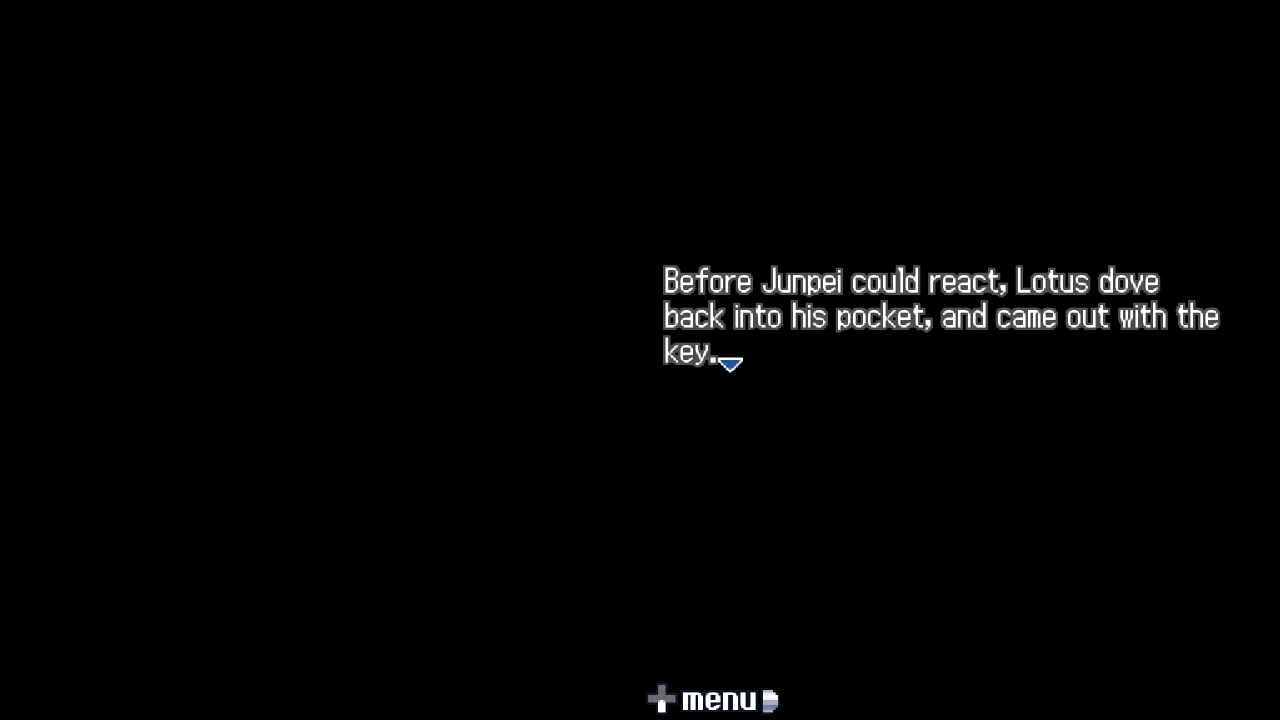 Before Junpei could react, Lotus dove
back into his pocket, and came out with the
key.
menu